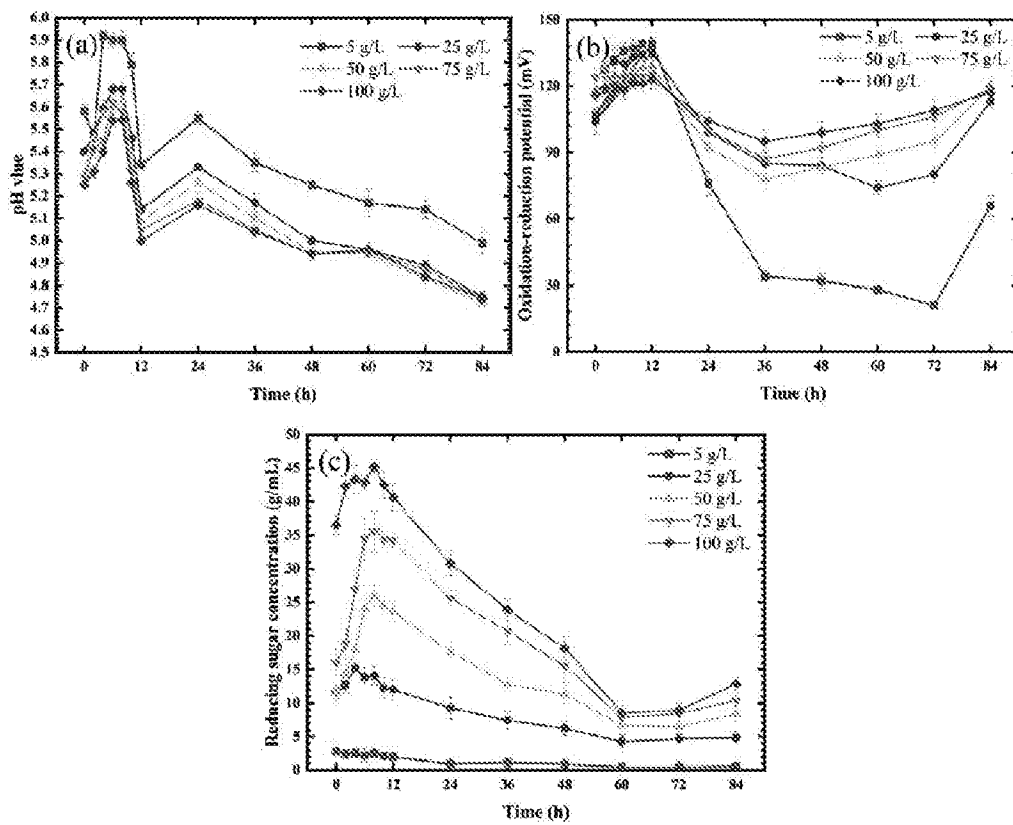 (a)
5 g/L 25 g/L
50 g/L 75 g/L
100 g/L
pH vlue
5.9
5.8
5.7
5.6
5.5
5.4
5.3
5.2
5.1
5.0
4.9
4.8
4.7
4.6
4.5
0 12 24 36 48 60 72 84
Time (h)
(b)
5 g/L 25 g/L
50 g/L 75 g/L
100 g/L
Oxidation-reduction potential (mV)
150
120
90
60
30
0
0 12 24 36 48 60 72 84
Time (h)
(c)
5 g/L
25 g/L
50 g/L
75 g/L
100 g/L
Reducing sugar concentration (g/mL)
50
45
40
35
30
25
20
15
10
5
0
0 12 24 36 48 60 72 84
Time (h)